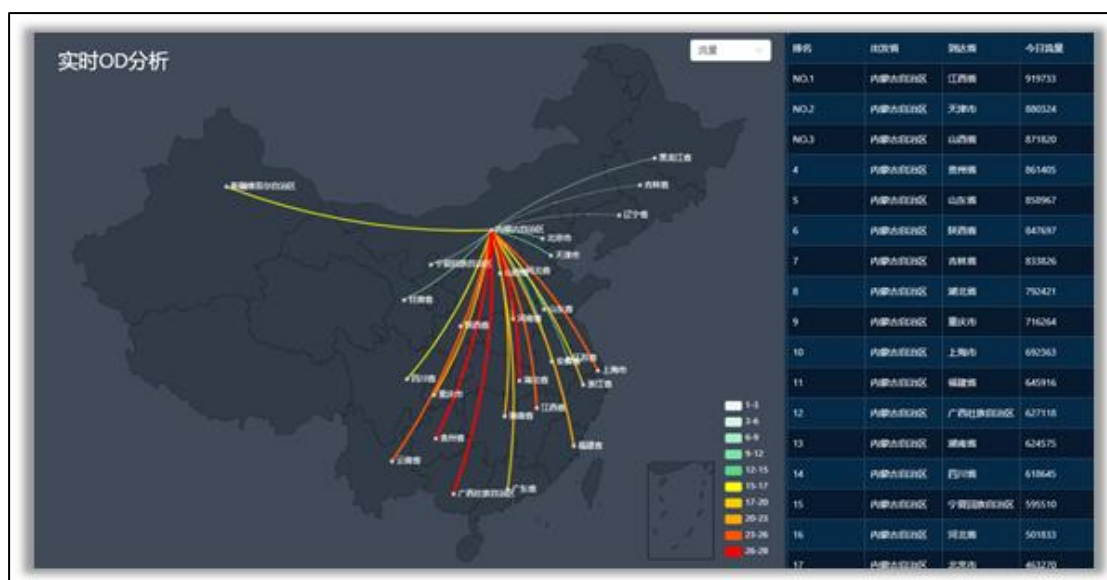 实时OD分析
流量
黑龙江省
吉林省
新疆维吾尔自治区
辽宁省
内蒙古自治区
北京市
天津市
宁夏回族自治区
山西省
河北省
甘肃省
山东省
河南省
陕西省
江苏省
安徽省
上海市
四川省
湖北省
浙江省
重庆市
江西省
湖南省
贵州省
福建省
云南省
广东省
广西壮族自治区
1-3
3-6
6-9
9-12
12-15
15-17
17-20
20-23
23-26
26-28
排名 出发省 到达省 今日流量
NO.1 内蒙古自治区 江西省 919733
NO.2 内蒙古自治区 天津市 880324
NO.3 内蒙古自治区 山西省 871820
4 内蒙古自治区 贵州省 861405
5 内蒙古自治区 山东省 850967
6 内蒙古自治区 陕西省 847697
7 内蒙古自治区 吉林省 833826
8 内蒙古自治区 湖北省 792421
9 内蒙古自治区 重庆市 716264
10 内蒙古自治区 上海市 692363
11 内蒙古自治区 福建省 645916
12 内蒙古自治区 广西壮族自治区 627118
13 内蒙古自治区 湖南省 624575
14 内蒙古自治区 四川省 618645
15 内蒙古自治区 宁夏回族自治区 595510
16 内蒙古自治区 河北省 501833
17 内蒙古自治区 北京市 463270